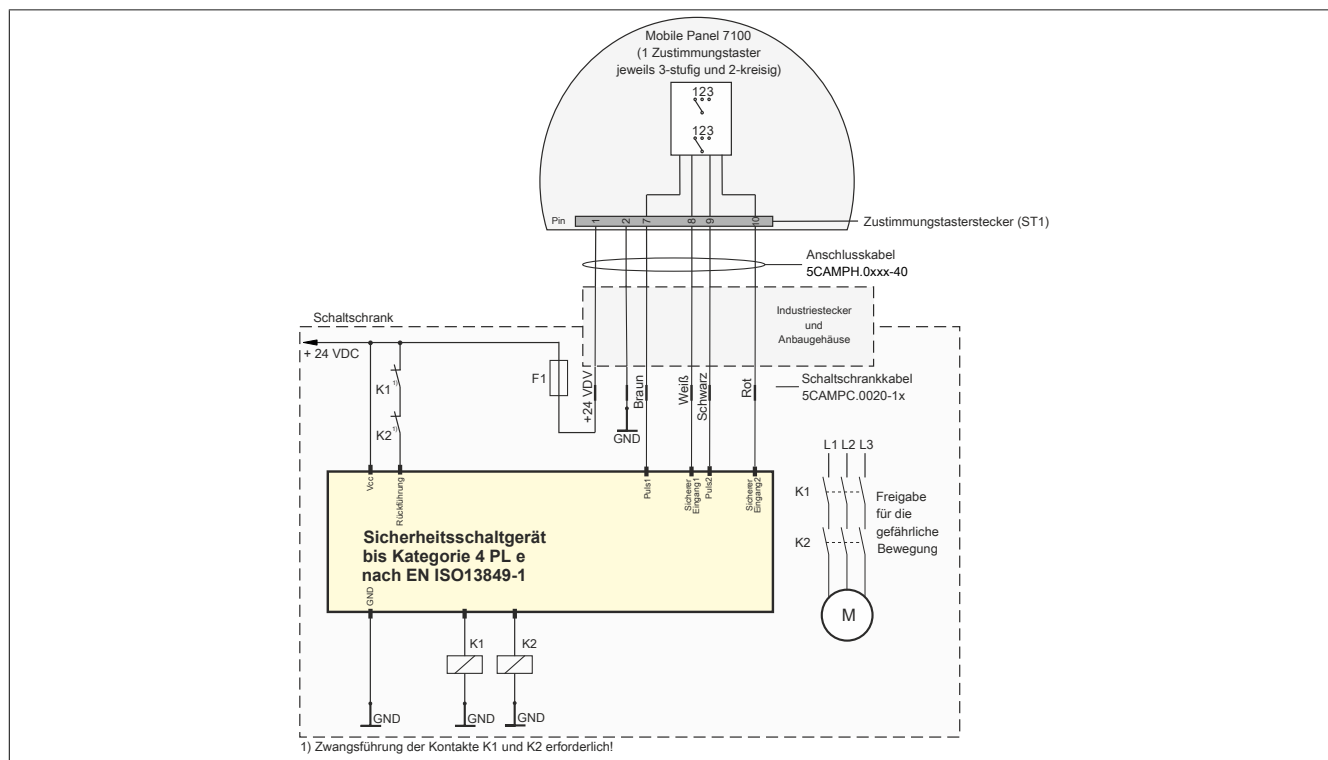 Mobile Panel 7100
(1 Zustimmungstaster
jeweils 3-stufig und 2-kreisig)
123
123
Pin
1
2
7
8
9
10
Zustimmungstasterstecker (ST1)
Anschlusskabel
5CAMPH.0xxx-40
Industriestecker
und
Anbaugehäuse
Schaltschrank
+ 24 VDC
K1
1)
K2
1)
F1
+24 VDV
GND
Braun
Weiß
Schwarz
Rot
Schaltschrankkabel
5CAMPC.0020-1x
Vcc
Rückführung
Puls1
Sicherer
Eingang1
Puls2
Sicherer
Eingang2
Sicherheitsschaltgerät
bis Kategorie 4 PL e
nach EN ISO13849-1
GND
L1 L2 L3
K1
K2
Freigabe
für die
gefährliche
Bewegung
M
K1
K2
GND
GND
GND
1) Zwangsführung der Kontakte K1 und K2 erforderlich!